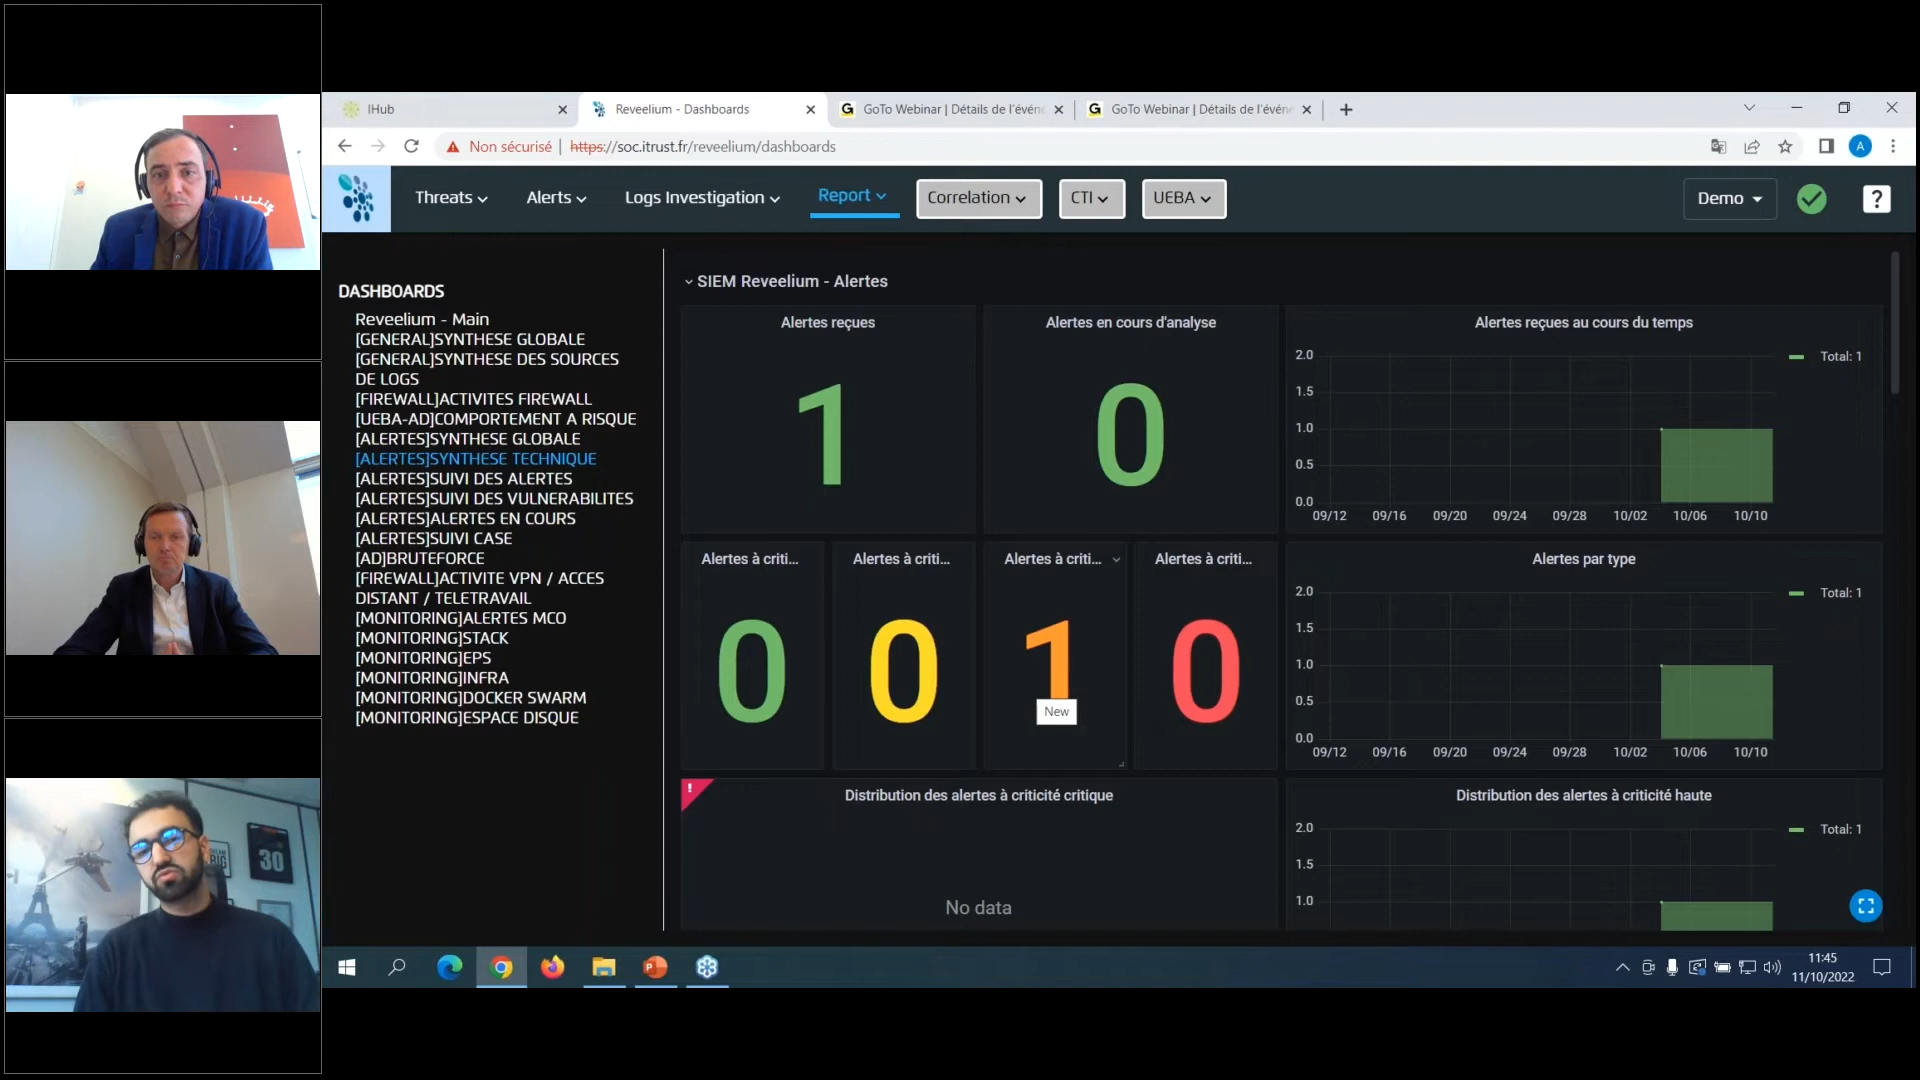 IHub
Reveelium - Dashboards
GoTo Webinar | Détails de l'évén
GoTo Webinar | Détails de l'événe
Non sécurisé
https://soc.itrust.fr/reveelium/dashboards
A
Threats
Alerts
Logs Investigation
Report
Correlation
CTI
UEBA
Demo
?
DASHBOARDS
Reveelium - Main
[GENERAL]SYNTHESE GLOBALE
[GENERAL]SYNTHESE DES SOURCES
DE LOGS
[FIREWALL]ACTIVITES FIREWALL
[UEBA-AD]COMPORTEMENT A RISQUE
[ALERTES]SYNTHESE GLOBALE
[ALERTES]SYNTHESE TECHNIQUE
[ALERTES]SUIVI DES ALERTES
[ALERTES]SUIVI DES VULNERABILITES
[ALERTES]ALERTES EN COURS
[ALERTES]SUIVI CASE
[AD]BRUTEFORCE
[FIREWALL]ACTIVITE VPN / ACCES
DISTANT / TELETRAVAIL
[MONITORING]ALERTES MCO
[MONITORING]STACK
[MONITORING]EPS
[MONITORING]INFRA
[MONITORING]DOCKER SWARM
[MONITORING]ESPACE DISQUE
SIEM Reveelium - Alertes
Alertes reçues
1
Alertes en cours d'analyse
0
Alertes reçues au cours du temps
2.0
1.5
1.0
0.5
0.0
09/12 09/16 09/20 09/24 09/28 10/02 10/06 10/10
Total: 1
Alertes à criti...
0
Alertes à criti...
0
Alertes à criti...
1
New
Alertes à criti...
0
Alertes par type
2.0
1.5
1.0
0.5
0.0
09/12 09/16 09/20 09/24 09/28 10/02 10/06 10/10
Total: 1
!
Distribution des alertes à criticité critique
No data
Distribution des alertes à criticité haute
2.0
1.5
1.0
Total: 1
BIG
30
11:45
11/10/2022